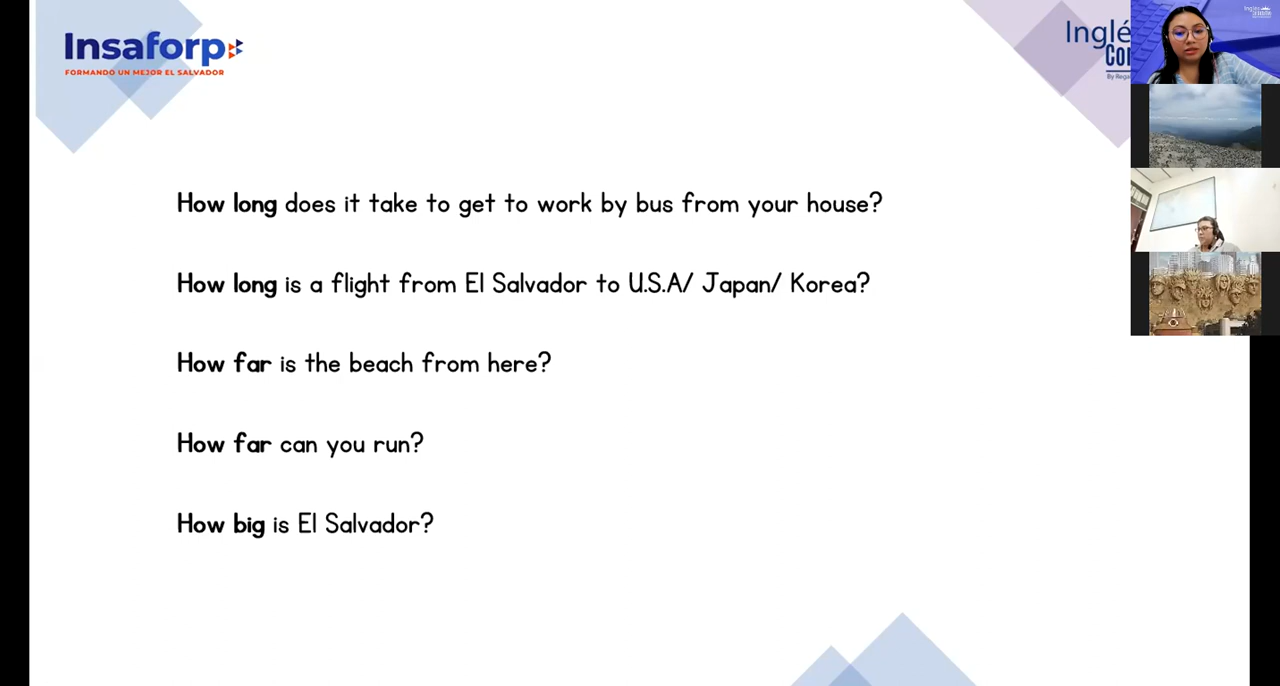 Insaforp
FORMANDO UN MEJOR EL SALVADOR
How long does it take to get to work by bus from your house?
How long is a flight from El Salvador to U.S.A/ Japan/ Korea?
How far is the beach from here?
How far can you run?
How big is El Salvador?